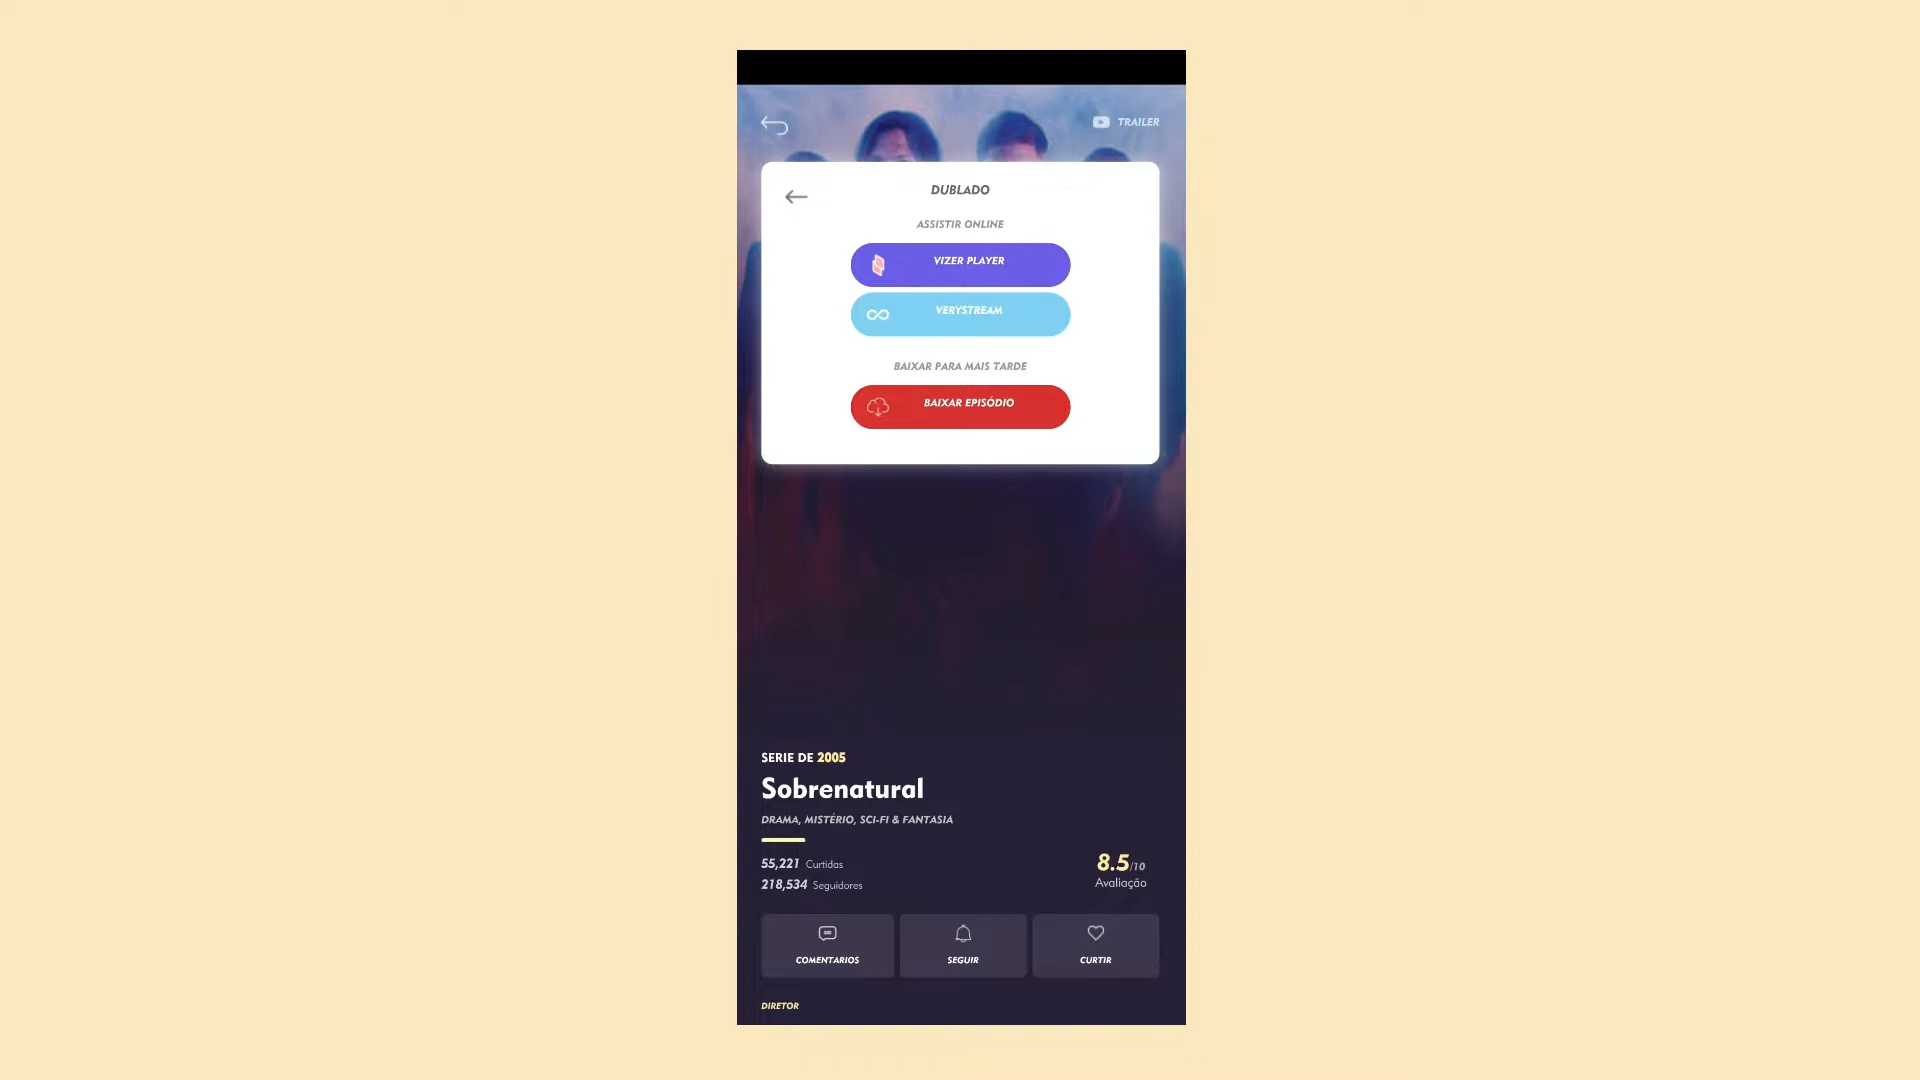 TRAILER
DUBLADO
ASSISTIR ONLINE
VIZER PLAYER
VERYSTREAM
BAIXAR PARA MAIS TARDE
BAIXAR EPISÓDIO
SERIE DE 2005
Sobrenatural
DRAMA, MISTÉRIO, SCI-FI & FANTASIA
55,221 Curtidas
218,534 Seguidores
8.5/10
Avaliação
COMENTARIOS
SEGUIR
CURTIR
DIRETOR